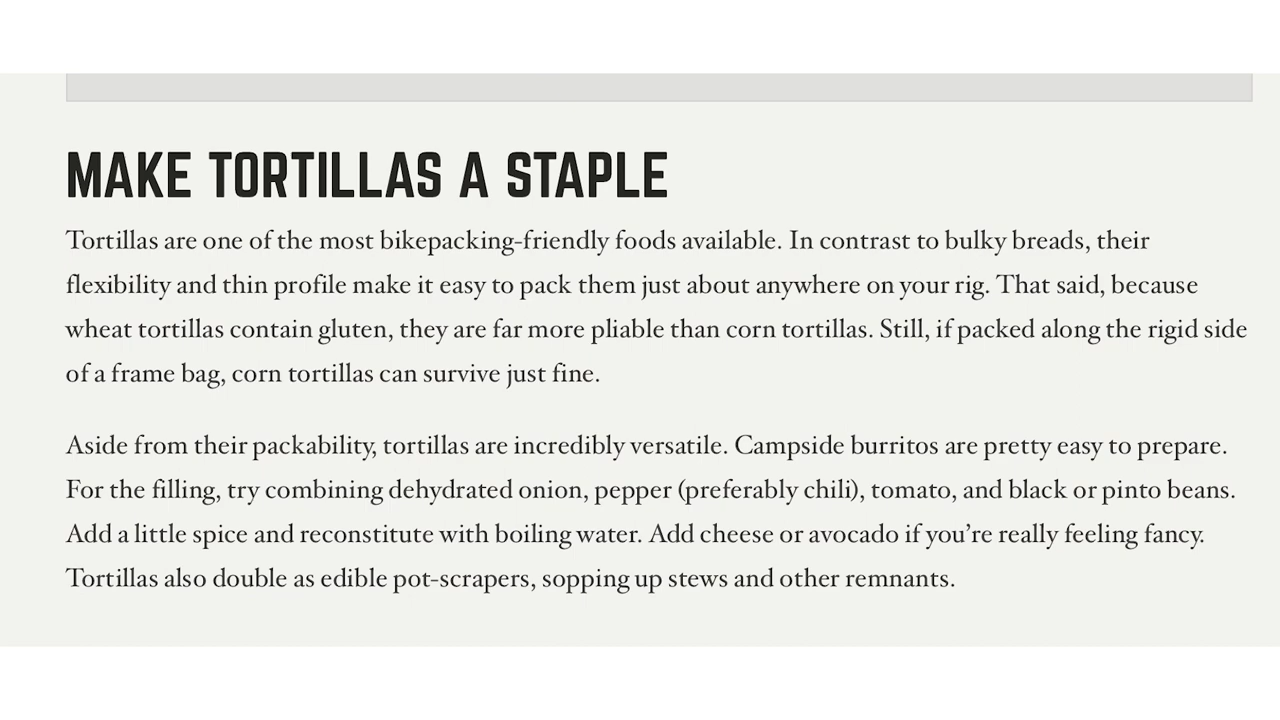 MAKE TORTILLAS A STAPLE
Tortillas are one of the most bikepacking-friendly foods available. In contrast to bulky breads, their
flexibility and thin profile make it easy to pack them just about anywhere on your rig. That said, because
wheat tortillas contain gluten, they are far more pliable than corn tortillas. Still, if packed along the rigid side
of a frame bag, corn tortillas can survive just fine.
Aside from their packability, tortillas are incredibly versatile. Campside burritos are pretty easy to prepare.
For the filling, try combining dehydrated onion, pepper (preferably chili), tomato, and black or pinto beans.
Add a little spice and reconstitute with boiling water. Add cheese or avocado if you’re really feeling fancy.
Tortillas also double as edible pot-scrapers, sopping up stews and other remnants.